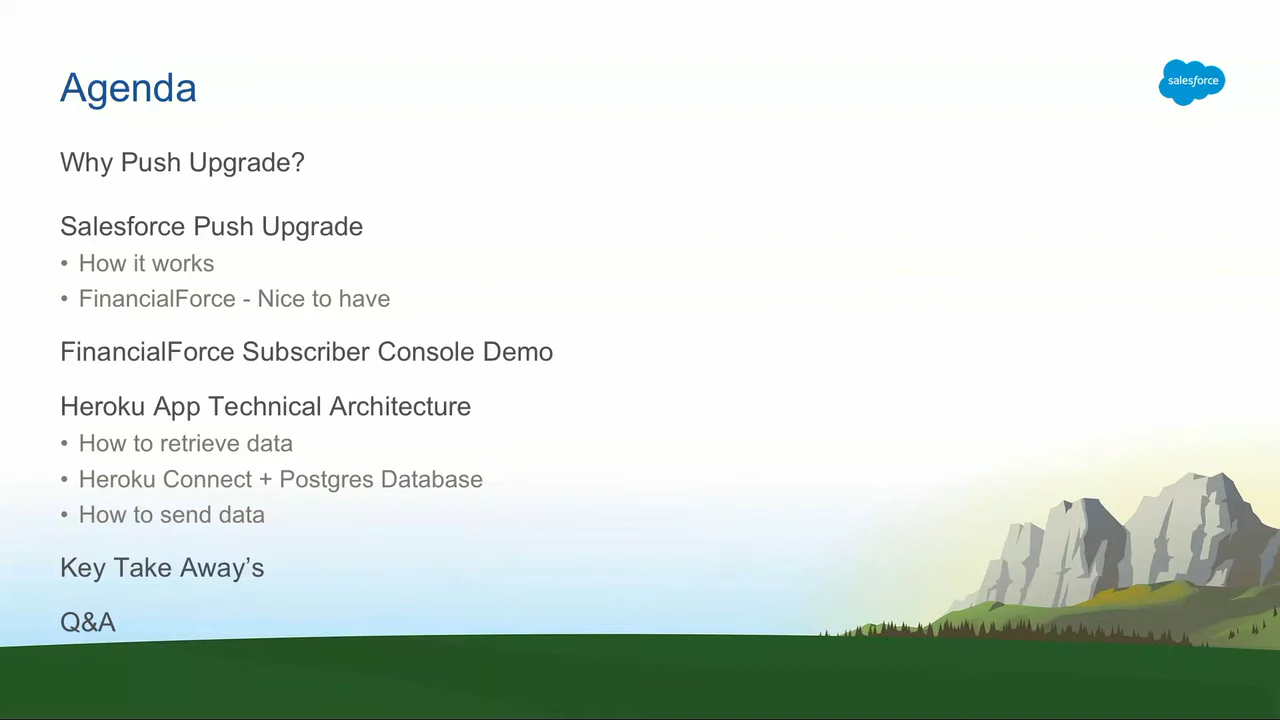 Agenda
salesforce
Why Push Upgrade?
Salesforce Push Upgrade
• How it works
• FinancialForce - Nice to have
FinancialForce Subscriber Console Demo
Heroku App Technical Architecture
• How to retrieve data
• Heroku Connect + Postgres Database
• How to send data
Key Take Away’s
Q&A